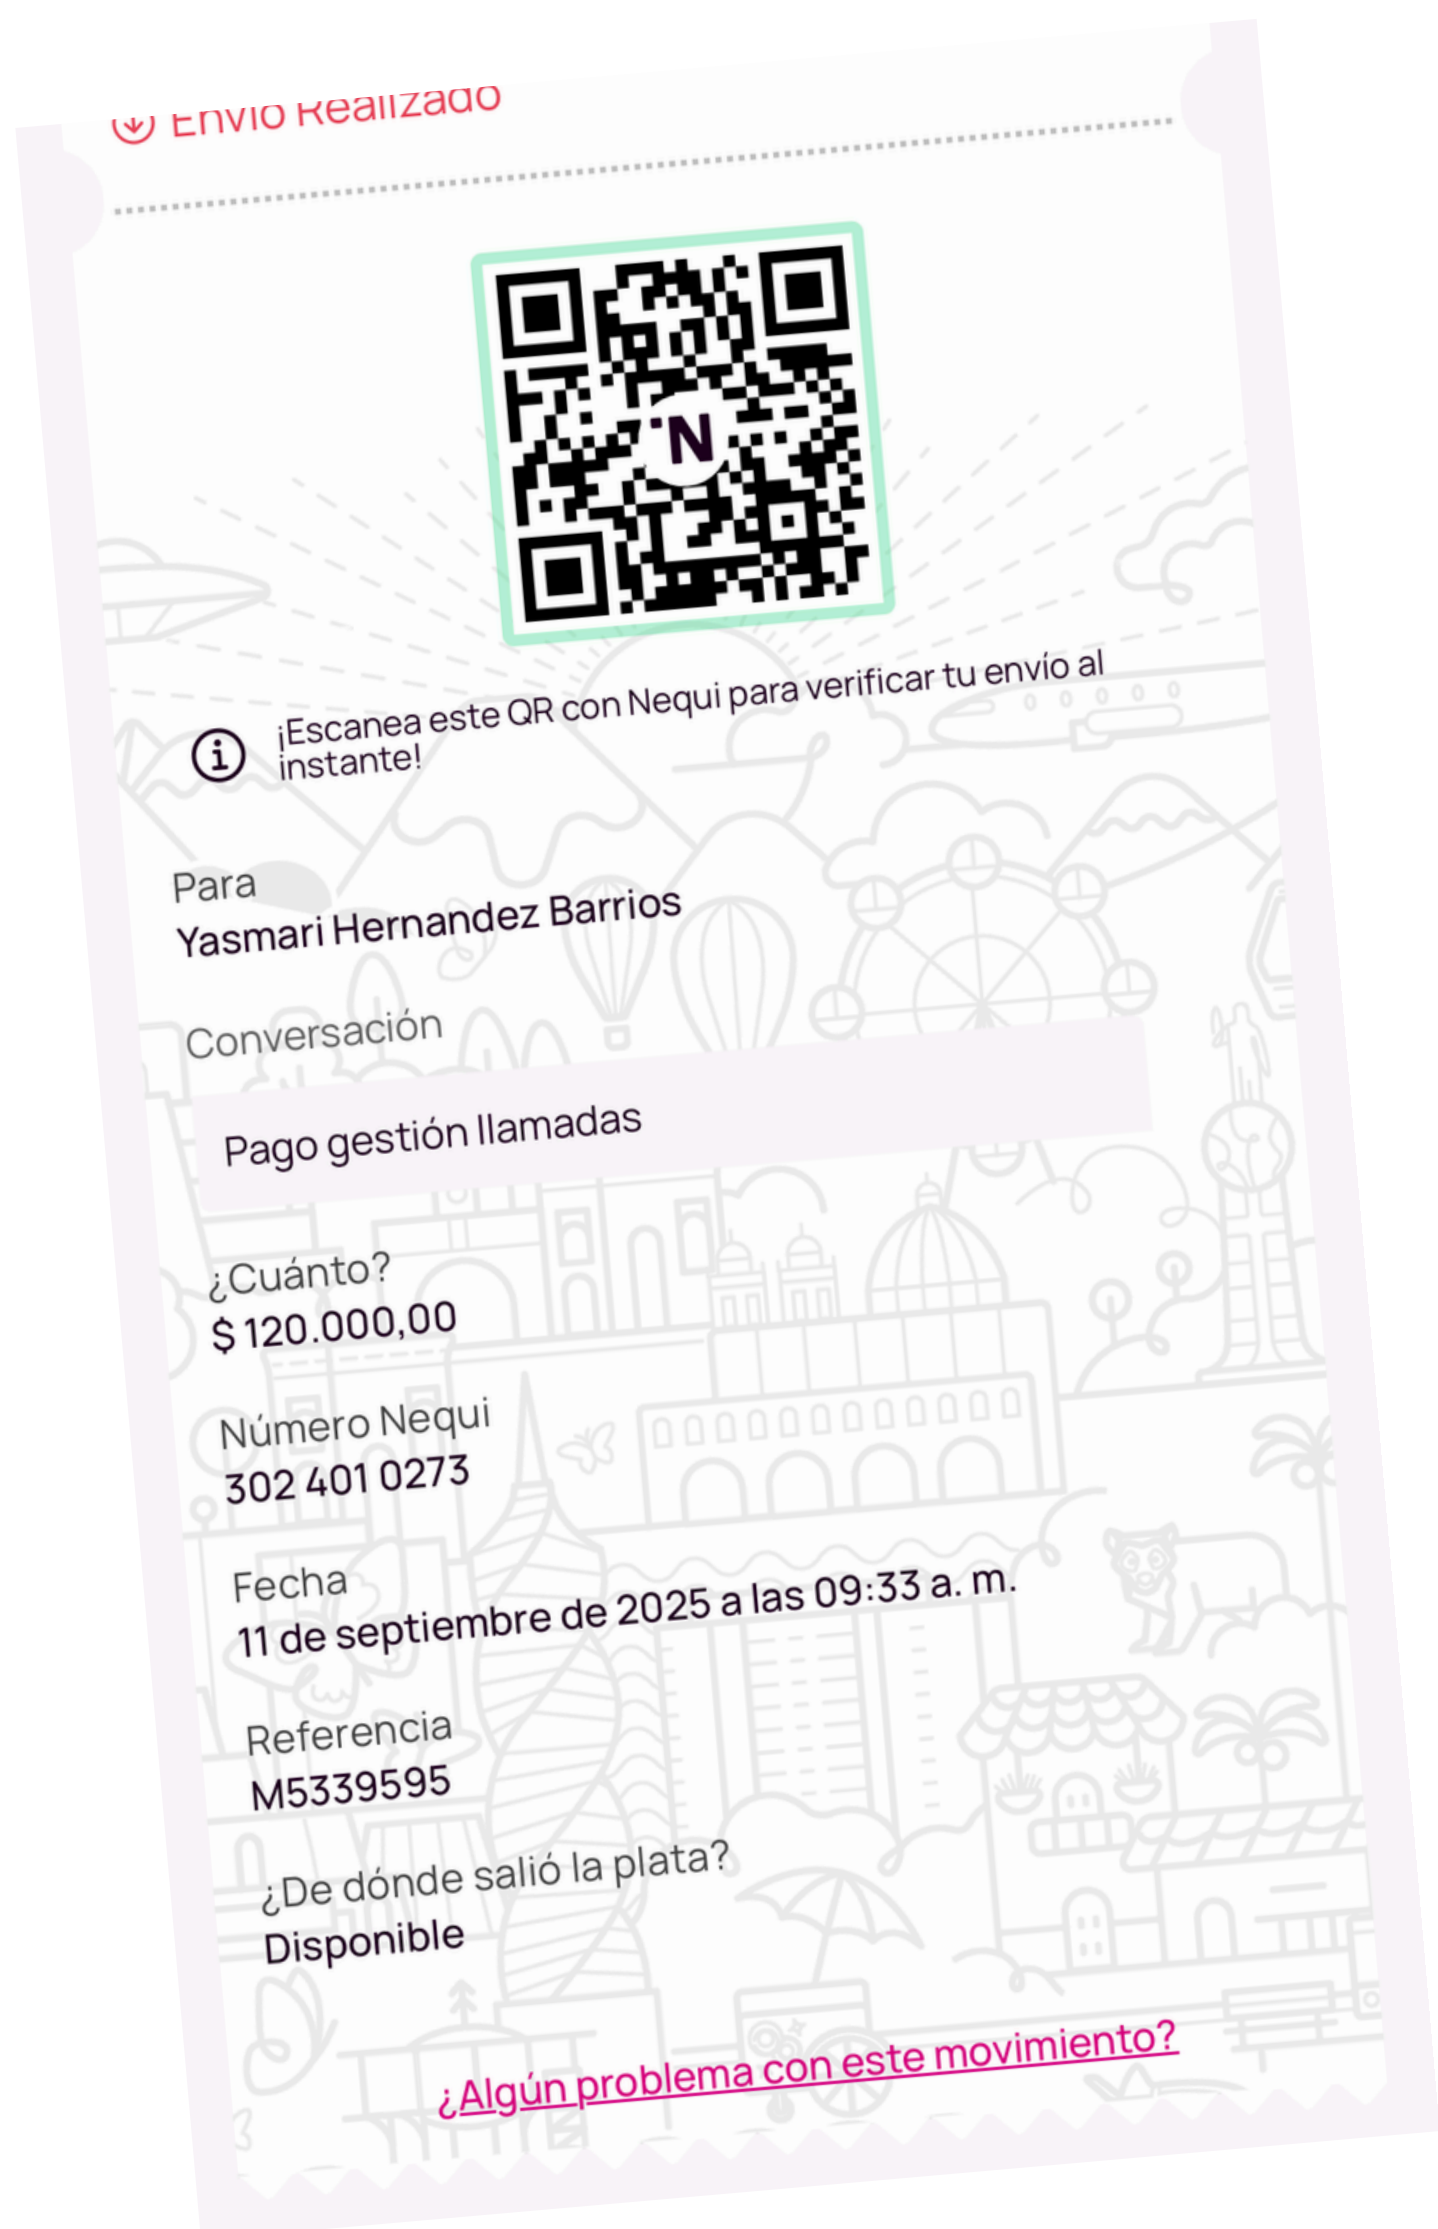 Envío Realizado
N
¡Escanea este QR con Nequi para verificar tu envío al
instante!
Para
Yasmari Hernandez Barrios
Conversación
Pago gestión llamadas
¿Cuánto?
$ 120.000,00
Número Nequi
302 401 0273
Fecha
11 de septiembre de 2025 a las 09:33 a. m.
Referencia
M5339595
¿De dónde salió la plata?
Disponible
¿Algún problema con este movimiento?